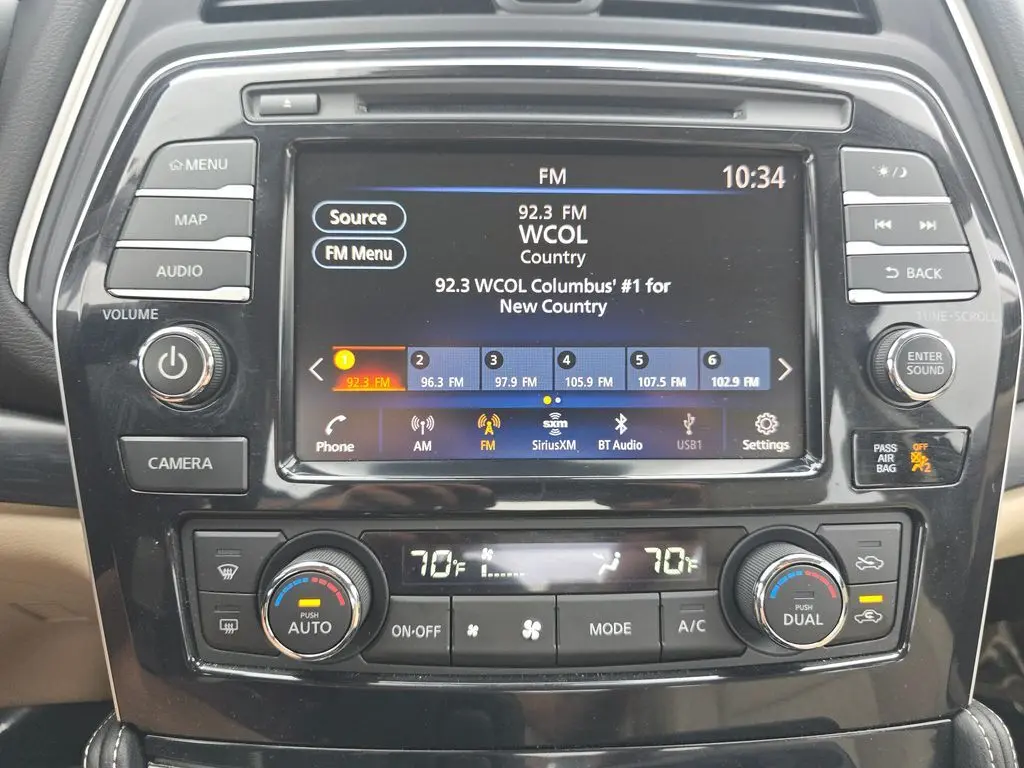 MENU
MAP
AUDIO
VOLUME
FM
10:34
Source
FM Menu
92.3 FM
WCOL
Country
92.3 WCOL Columbus' #1 for
New Country
1
92.3 FM
2
96.3 FM
3
97.9 FM
4
105.9 FM
5
107.5 FM
6
102.9 FM
Phone
AM
FM
sxm
SiriusXM
BT Audio
USB1
Settings
BACK
TUNE•SCROLL
ENTER
SOUND
CAMERA
PASS
AIR
BAG
OFF
2
70°F
70°F
PUSH
AUTO
ON•OFF
MODE
A/C
PUSH
DUAL